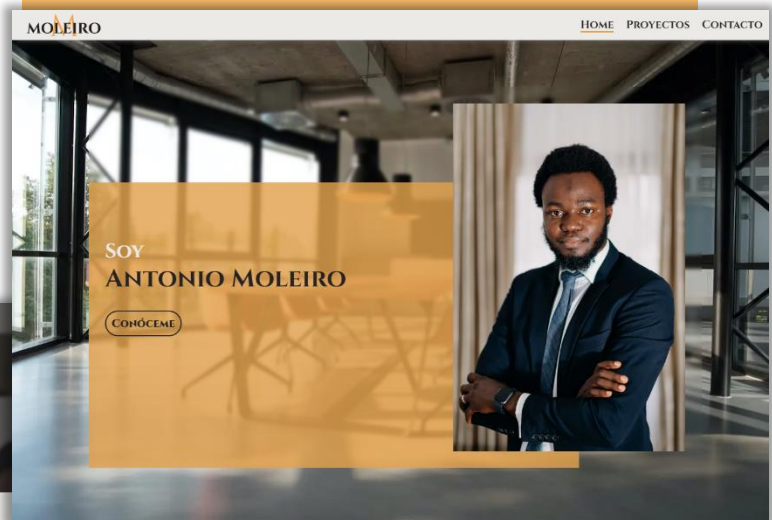 MOLEIRO
M
Home Proyectos Contacto
Soy
Antonio Moleiro
Conóceme